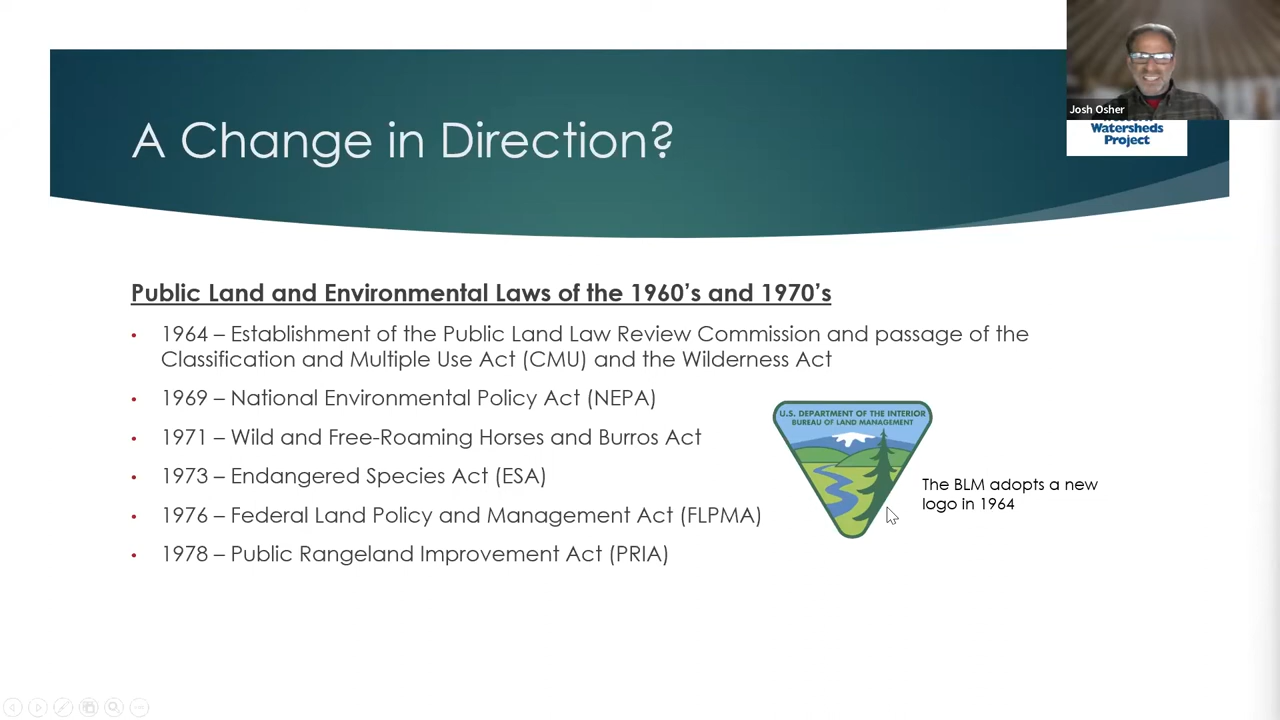 A Change in Direction?
Josh Osher
Watersheds
Project
Public Land and Environmental Laws of the 1960's and 1970's
• 1964 – Establishment of the Public Land Law Review Commission and passage of the
Classification and Multiple Use Act (CMU) and the Wilderness Act
• 1969 – National Environmental Policy Act (NEPA)
• 1971 – Wild and Free-Roaming Horses and Burros Act
• 1973 – Endangered Species Act (ESA)
• 1976 – Federal Land Policy and Management Act (FLPMA)
• 1978 – Public Rangeland Improvement Act (PRIA)
U.S. DEPARTMENT OF THE INTERIOR
BUREAU OF LAND MANAGEMENT
The BLM adopts a new
logo in 1964